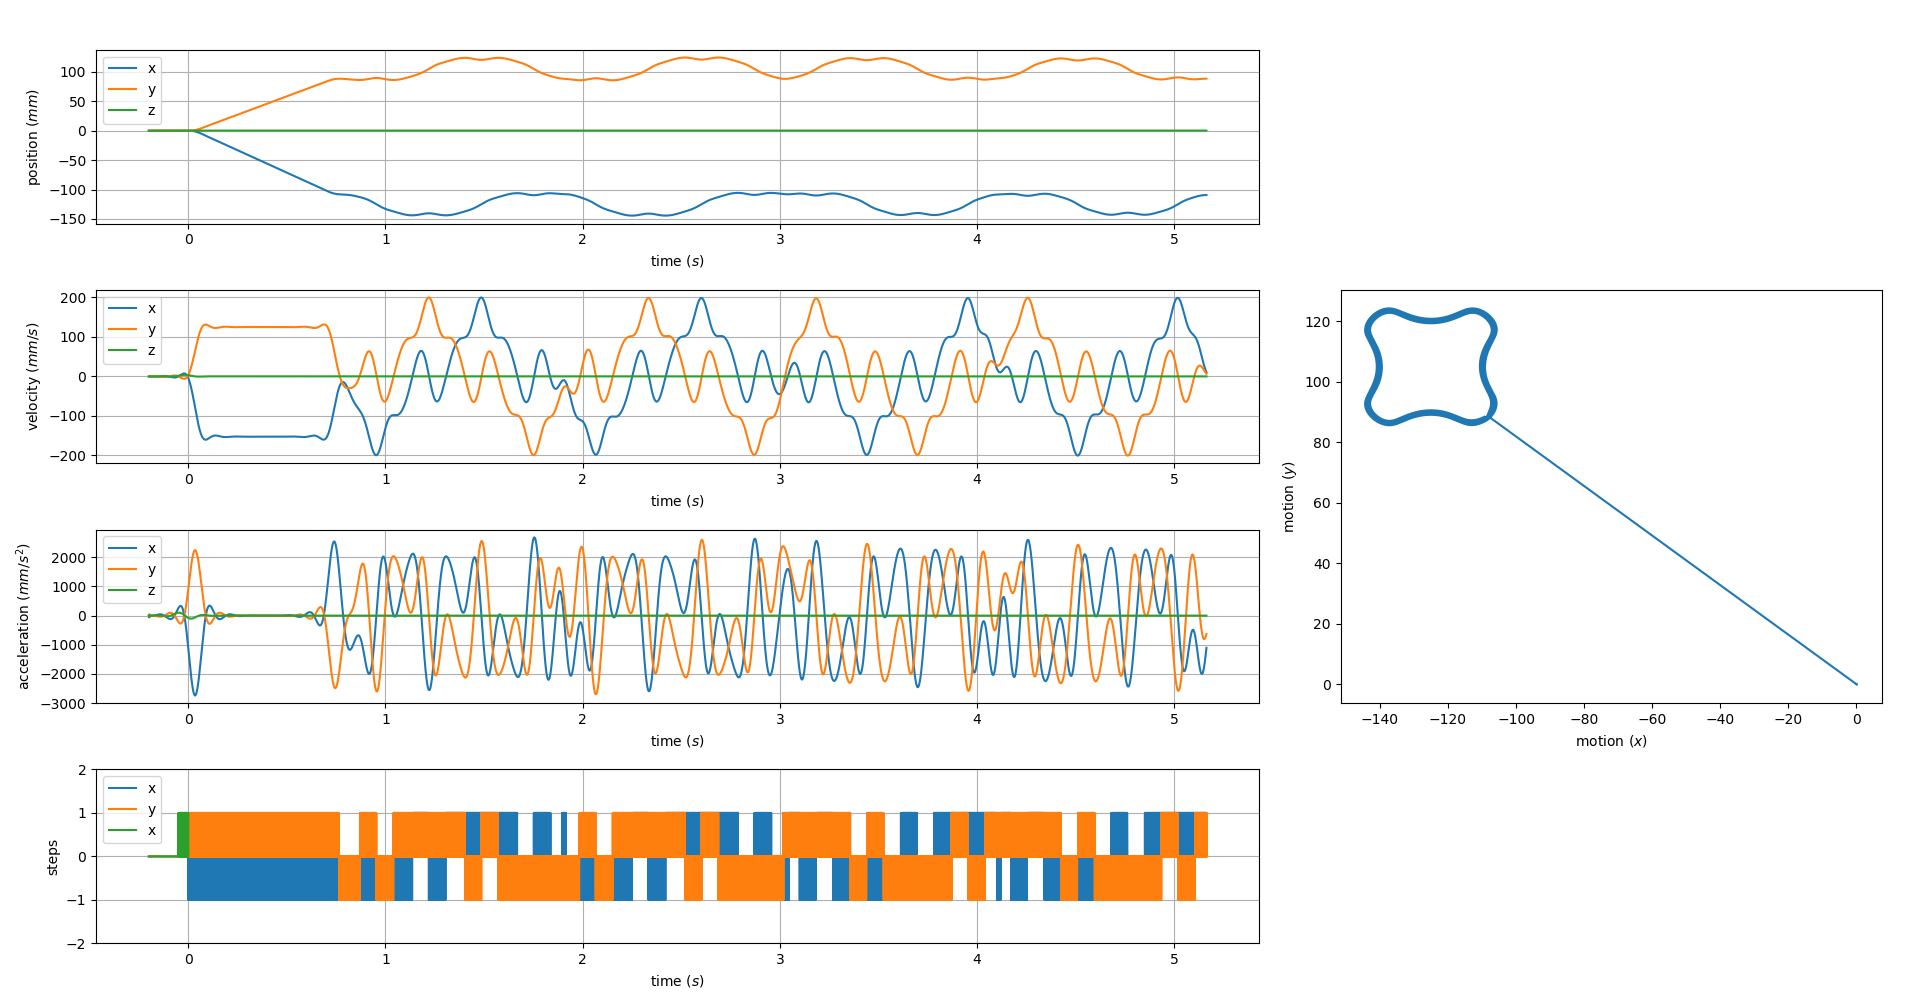 position (mm)
100
50
0
−50
−100
−150
x
y
z
0 1 2 3 4 5
time (s)
velocity (mm/s)
200
100
0
−100
−200
x
y
z
0 1 2 3 4 5
time (s)
acceleration (mm/s²)
2000
1000
0
−1000
−2000
−3000
x
y
z
0 1 2 3 4 5
time (s)
steps
2
1
0
−1
−2
x
y
x
0 1 2 3 4 5
time (s)
motion (y)
120
100
80
60
40
20
0
−140 −120 −100 −80 −60 −40 −20 0
motion (x)